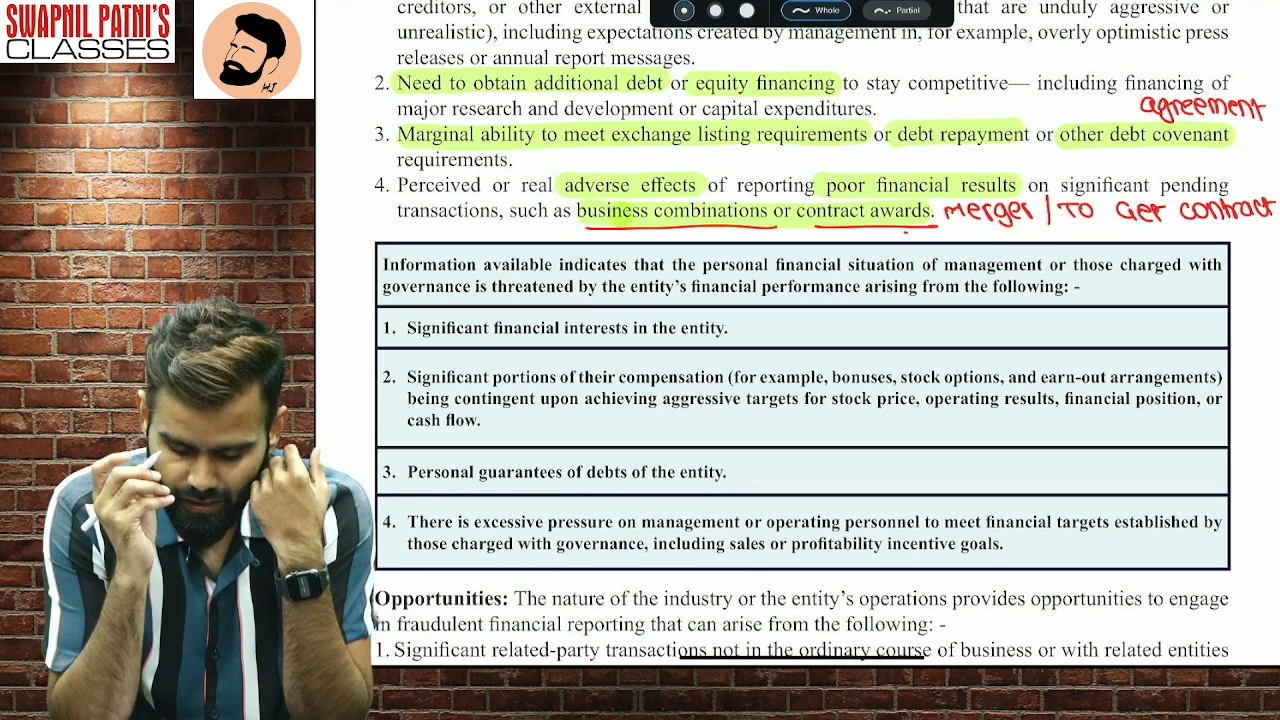 SWAPNIL PATNI'S
CLASSES
HJ
Whole
Partial
creditors, or other external that are unduly aggressive or
unrealistic), including expectations created by management in, for example, overly optimistic press
releases or annual report messages.
2. Need to obtain additional debt or equity financing to stay competitive— including financing of
major research and development or capital expenditures.
agreement
3. Marginal ability to meet exchange listing requirements or debt repayment or other debt covenant
requirements.
4. Perceived or real adverse effects of reporting poor financial results on significant pending
transactions, such as business combinations or contract awards. Merger / To Get contract
Information available indicates that the personal financial situation of management or those charged with
governance is threatened by the entity's financial performance arising from the following: -
1. Significant financial interests in the entity.
2. Significant portions of their compensation (for example, bonuses, stock options, and earn-out arrangements)
being contingent upon achieving aggressive targets for stock price, operating results, financial position, or
cash flow.
3. Personal guarantees of debts of the entity.
4. There is excessive pressure on management or operating personnel to meet financial targets established by
those charged with governance, including sales or profitability incentive goals.
Opportunities: The nature of the industry or the entity's operations provides opportunities to engage
in fraudulent financial reporting that can arise from the following: -
1. Significant related-party transactions not in the ordinary course of business or with related entities